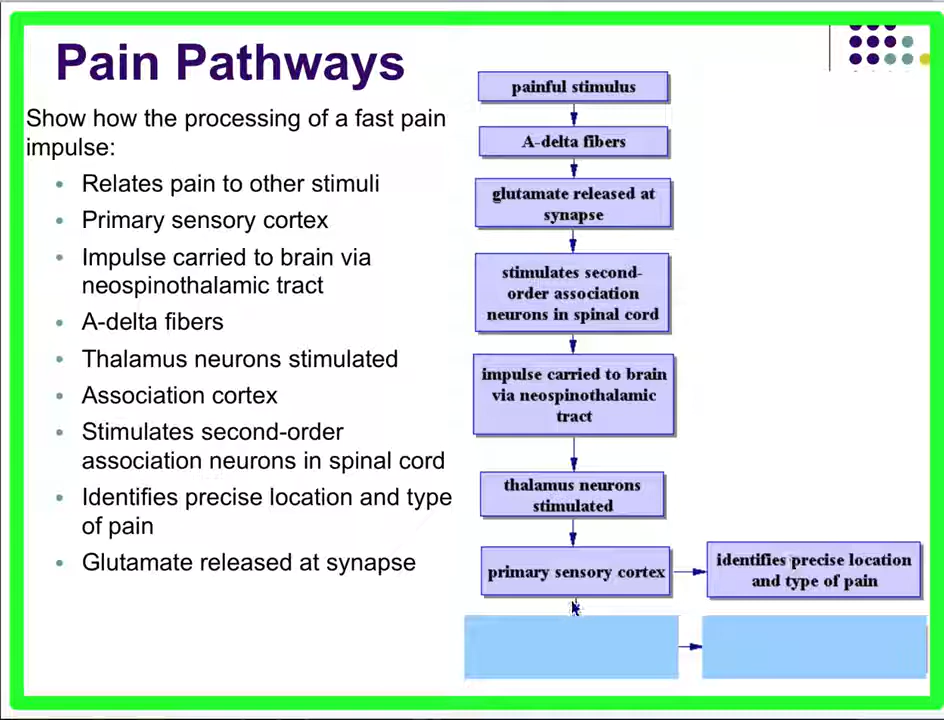 Pain Pathways
Show how the processing of a fast pain
impulse:
• Relates pain to other stimuli
• Primary sensory cortex
• Impulse carried to brain via
neospinothalamic tract
• A-delta fibers
• Thalamus neurons stimulated
• Association cortex
• Stimulates second-order
association neurons in spinal cord
• Identifies precise location and type
of pain
• Glutamate released at synapse
painful stimulus
A-delta fibers
glutamate released at
synapse
stimulates second-
order association
neurons in spinal cord
impulse carried to brain
via neospinothalamic
tract
thalamus neurons
stimulated
primary sensory cortex
identifies precise location
and type of pain